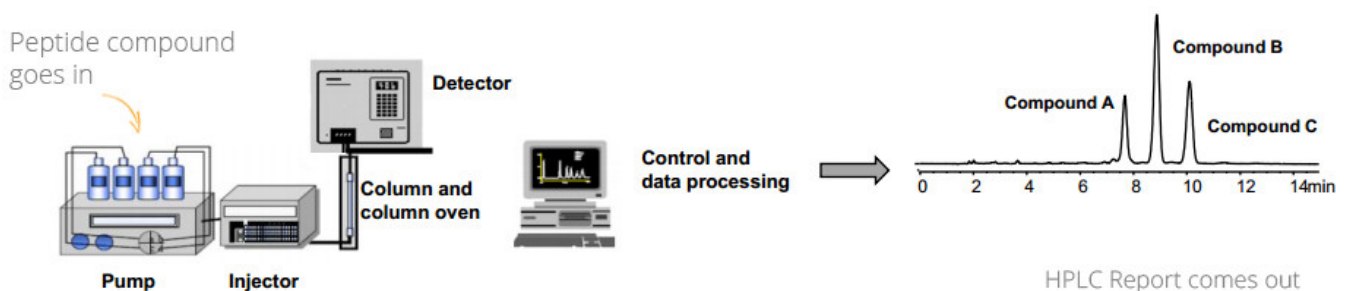 Peptide compound
goes in
Pump
Injector
Detector
Column and
column oven
Control and
data processing
Compound A
Compound B
Compound C
0 2 4 6 8 10 12 14min
HPLC Report comes out